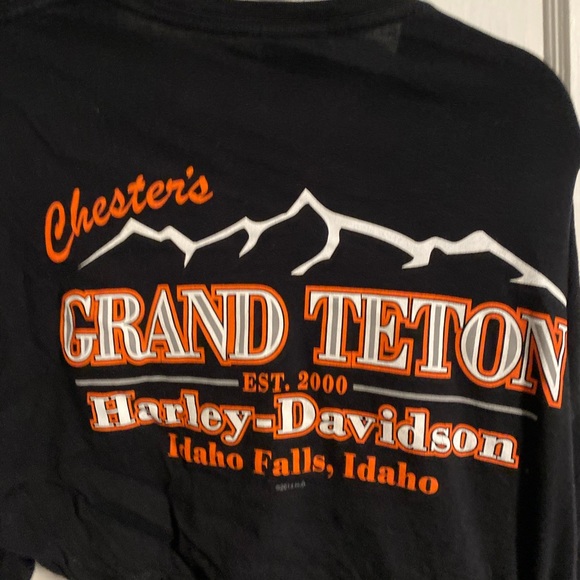 Chester's
GRAND TETON
EST. 2000
Harley-Davidson
Idaho Falls, Idaho